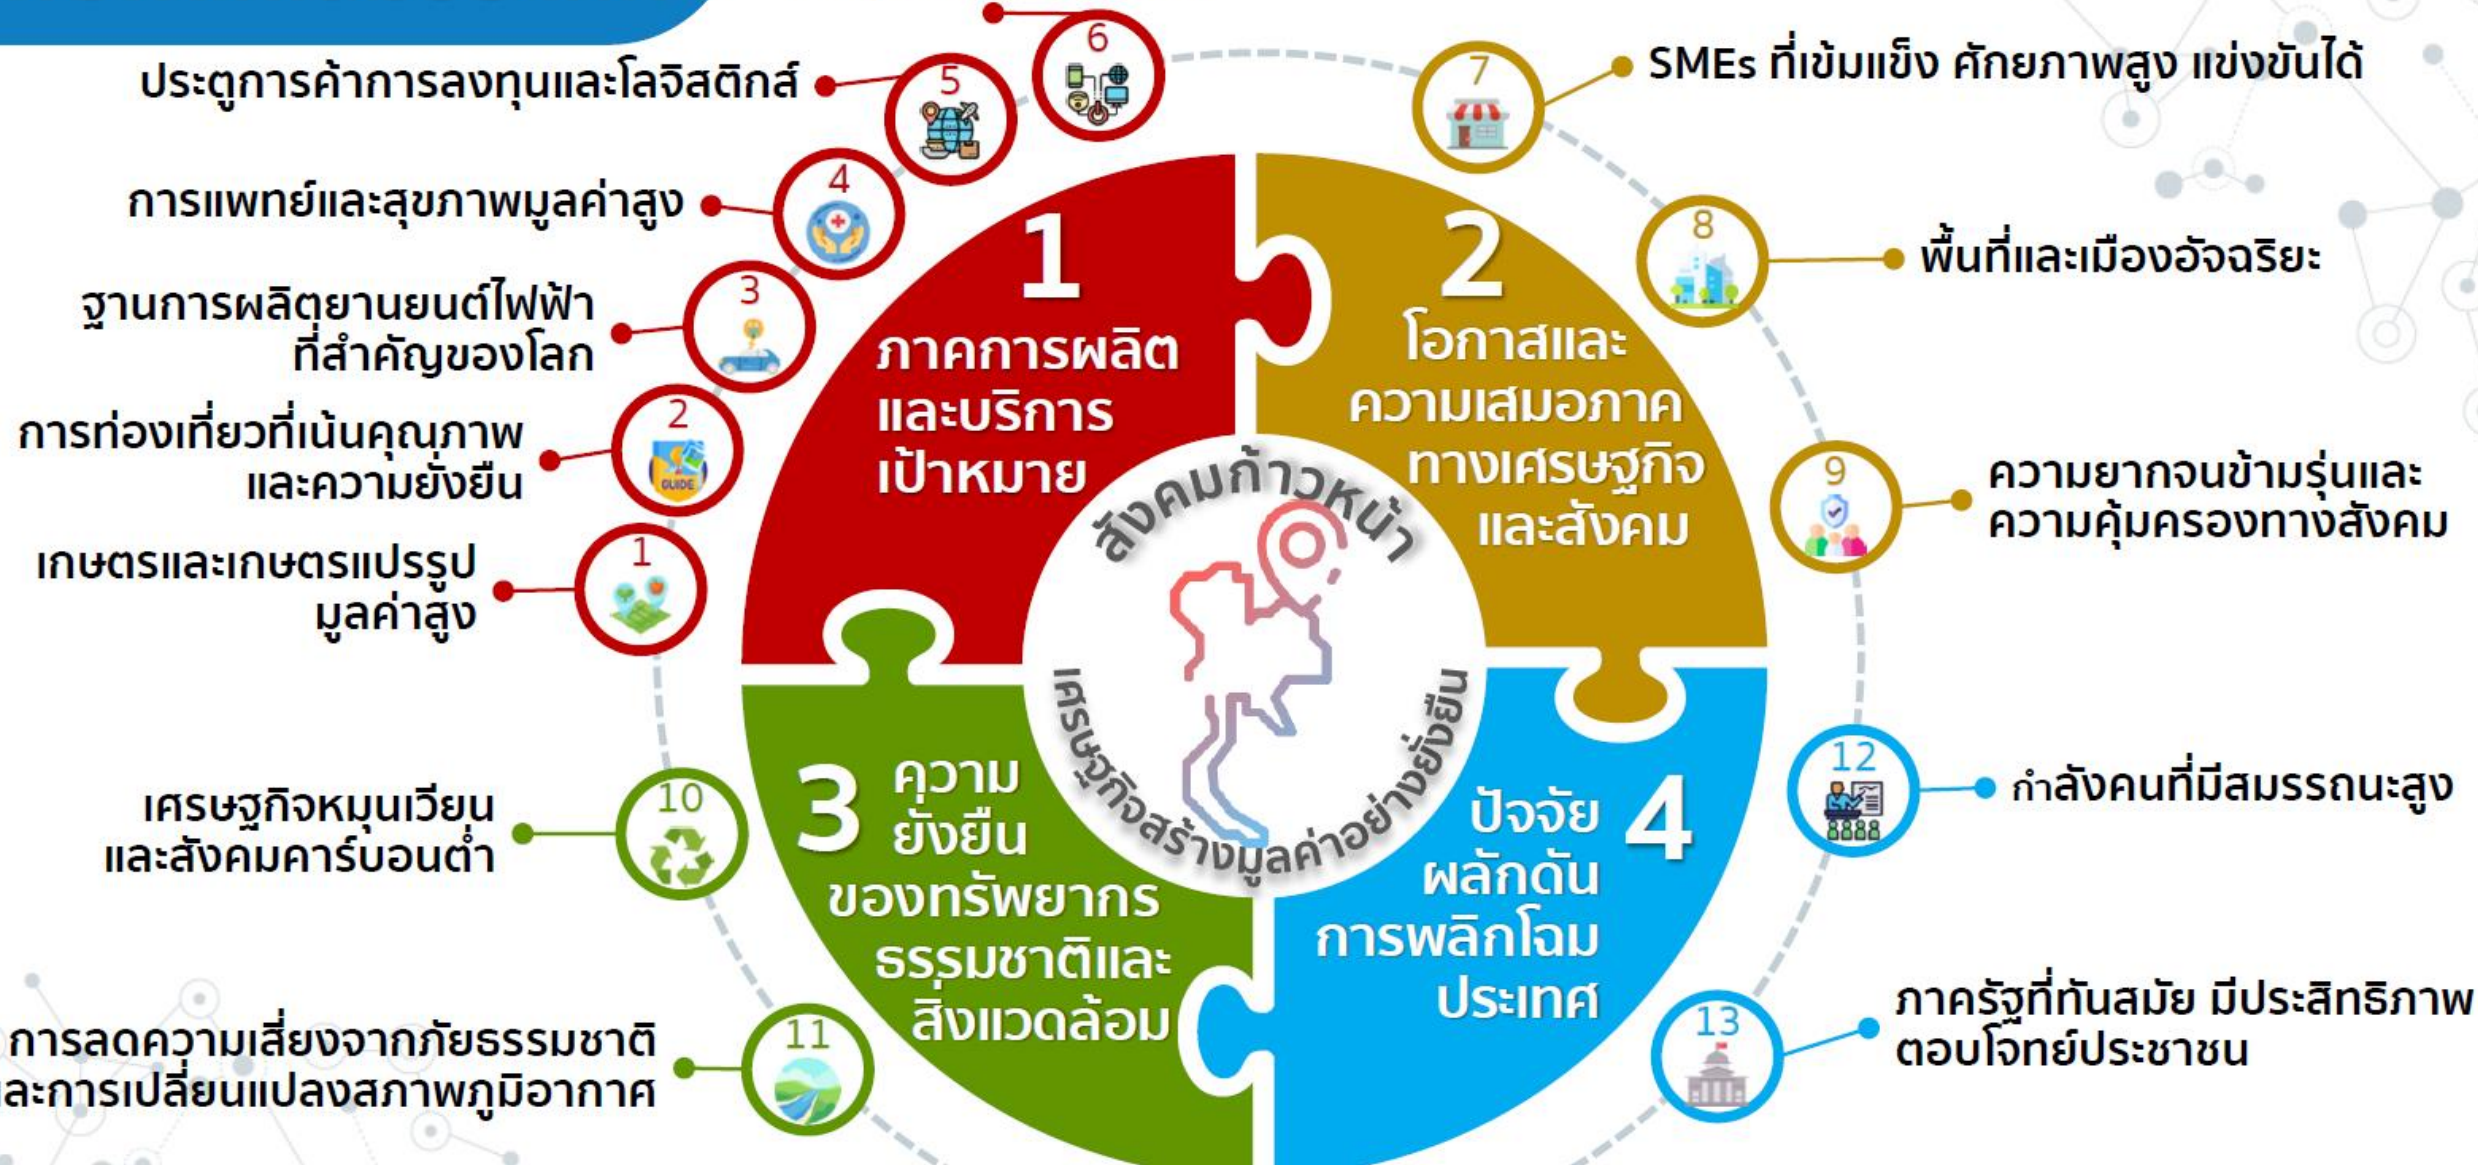 6
ประตูการค้าการลงทุนและโลจิสติกส์
5
7
SMEs ที่เข้มแข็ง ศักยภาพสูง แข่งขันได้
การแพทย์และสุขภาพมูลค่าสูง
4
8
พื้นที่และเมืองอัจฉริยะ
ฐานการผลิตยานยนต์ไฟฟ้า
ที่สำคัญของโลก
3
การท่องเที่ยวที่เน้นคุณภาพ
และความยั่งยืน
2
GUIDE
9
ความยากจนข้ามรุ่นและ
ความคุ้มครองทางสังคม
เกษตรและเกษตรแปรรูป
มูลค่าสูง
1
1
ภาคการผลิต
และบริการ
เป้าหมาย
2
โอกาสและ
ความเสมอภาค
ทางเศรษฐกิจ
และสังคม
สังคมก้าวหน้า
เศรษฐกิจสร้างมูลค่าอย่างยั่งยืน
3
ความ
ยั่งยืน
ของทรัพยากร
ธรรมชาติและ
สิ่งแวดล้อม
4
ปัจจัย
ผลักดัน
การพลิกโฉม
ประเทศ
เศรษฐกิจหมุนเวียน
และสังคมคาร์บอนต่ำ
10
12
กำลังคนที่มีสมรรถนะสูง
การลดความเสี่ยงจากภัยธรรมชาติ
และการเปลี่ยนแปลงสภาพภูมิอากาศ
11
13
ภาครัฐที่ทันสมัย มีประสิทธิภาพ
ตอบโจทย์ประชาชน